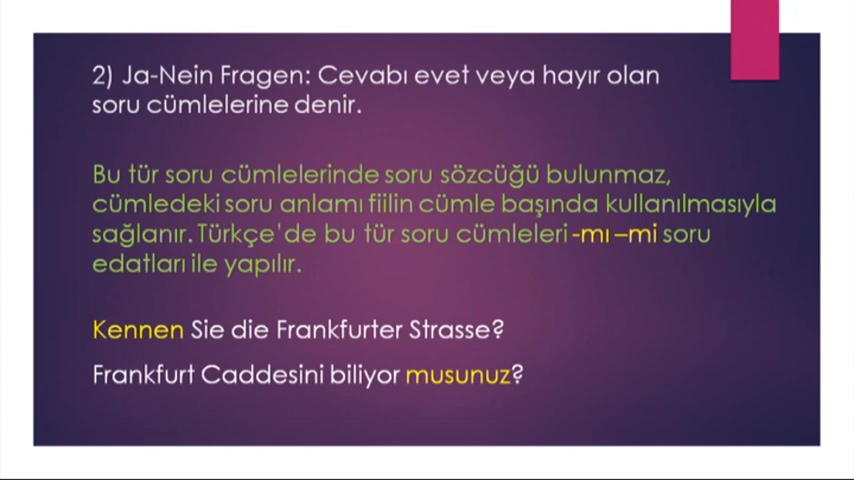 2) Ja-Nein Fragen: Cevabı evet veya hayır olan
soru cümlelerine denir.
Bu tür soru cümlelerinde soru sözcüğü bulunmaz,
cümledeki soru anlamı fiilin cümle başında kullanılmasıyla
sağlanır. Türkçe'de bu tür soru cümleleri -mı –mi soru
edatları ile yapılır.
Kennen Sie die Frankfurter Strasse?
Frankfurt Caddesini biliyor musunuz?